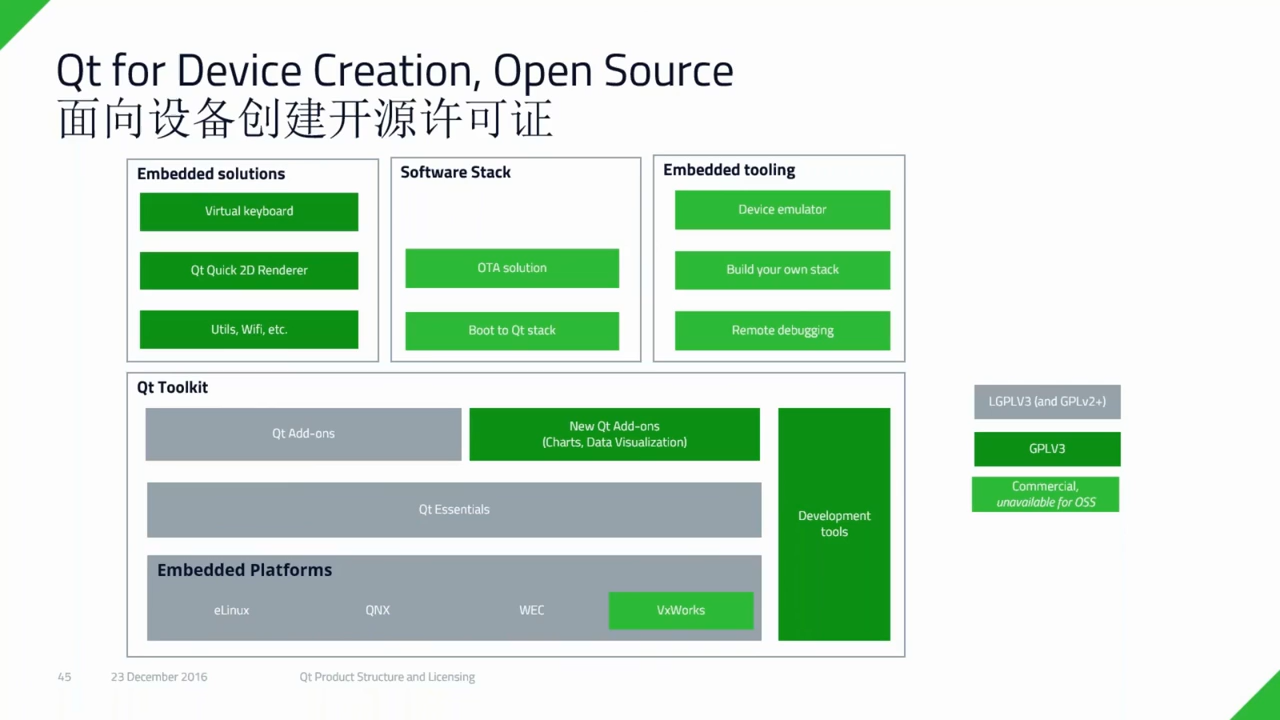 Qt for Device Creation, Open Source
面向设备创建开源许可证
Embedded solutions
Virtual keyboard
Qt Quick 2D Renderer
Utils, Wifi, etc.
Software Stack
OTA solution
Boot to Qt stack
Embedded tooling
Device emulator
Build your own stack
Remote debugging
Qt Toolkit
Qt Add-ons
New Qt Add-ons
(Charts, Data Visualization)
Qt Essentials
Development
tools
Embedded Platforms
eLinux
QNX
WEC
VxWorks
LGPLV3 (and GPLv2+)
GPLV3
Commercial,
unavailable for OSS
45
23 December 2016
Qt Product Structure and Licensing